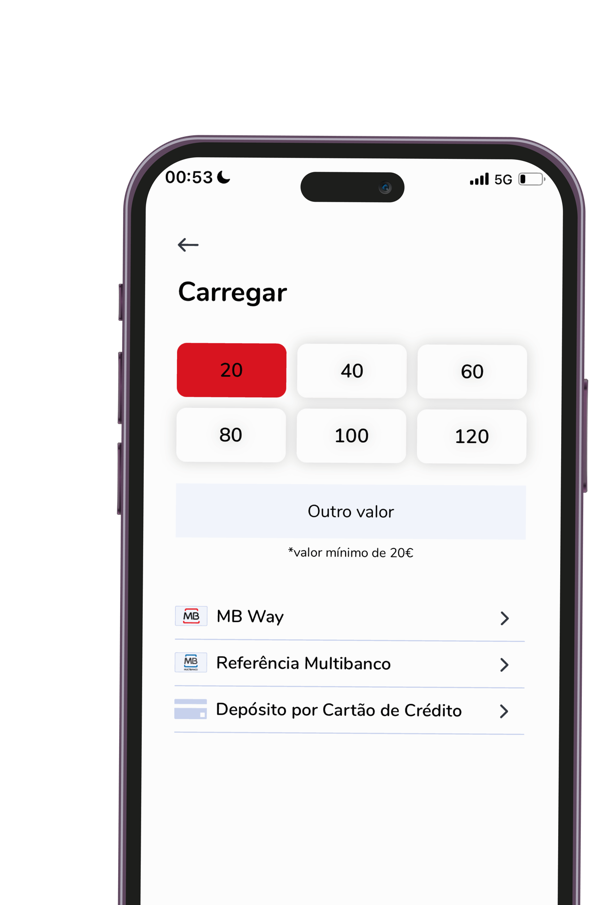 00:53 5G
Carregar
20 40 60
80 100 120
Outro valor
*valor mínimo de 20€
MB MB Way
MB Referência Multibanco
Depósito por Cartão de Crédito